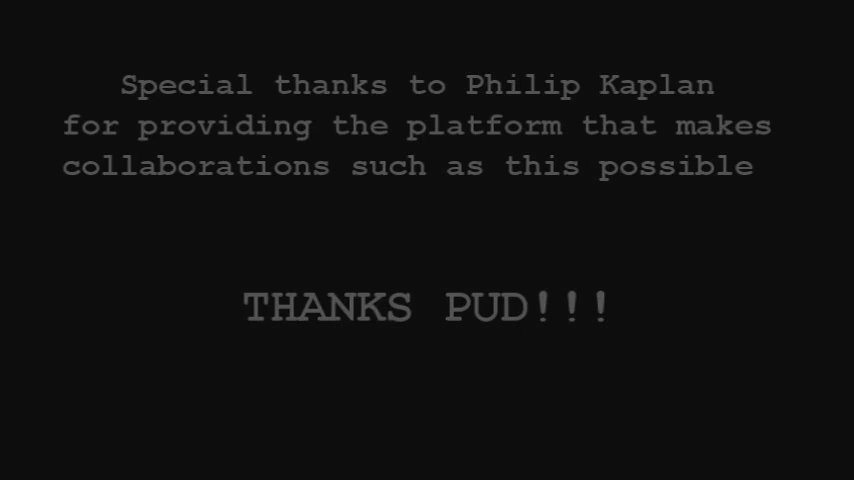 Special thanks to Philip Kaplan
for providing the platform that makes
collaborations such as this possible
THANKS PUD!!!